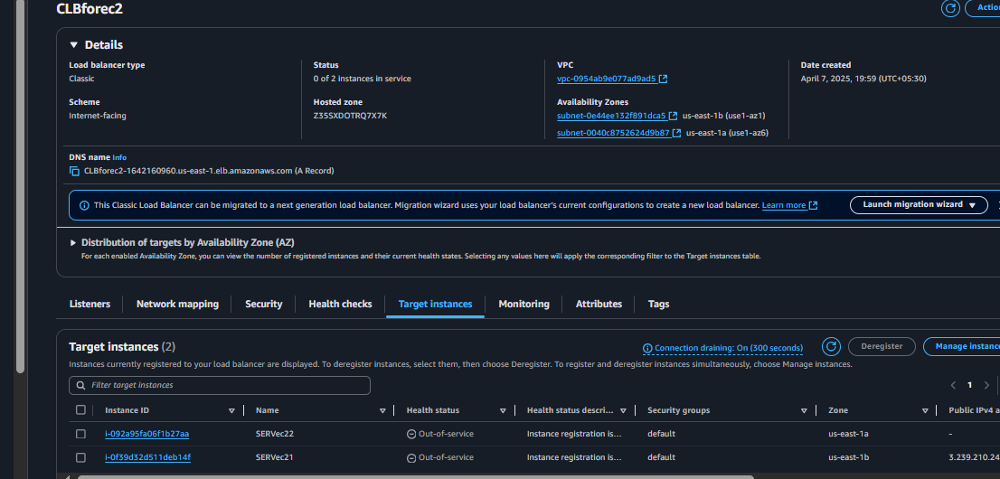 CLBforec2
Actio
Details
Load balancer type
Classic
Status
0 of 2 instances in service
VPC
vpc-0954ab9e077ad9ad5
Date created
April 7, 2025, 19:59 (UTC+05:30)
Scheme
Internet-facing
Hosted zone
Z35SXDOTRQ7X7K
Availability Zones
subnet-0e44ee132f891dca5 us-east-1b (use1-az1)
subnet-0040c8752624d9b87 us-east-1a (use1-az6)
DNS name Info
CLBforec2-1642160960.us-east-1.elb.amazonaws.com (A Record)
This Classic Load Balancer can be migrated to a next generation load balancer. Migration wizard uses your load balancer's current configurations to create a new load balancer. Learn more
Launch migration wizard
Distribution of targets by Availability Zone (AZ)
For each enabled Availability Zone, you can view the number of registered instances and their current health states. Selecting any values here will apply the corresponding filter to the Target instances table.
Listeners Network mapping Security Health checks Target instances Monitoring Attributes Tags
Target instances (2)
Connection draining: On (300 seconds)
Deregister
Manage instance
Instances currently registered to your load balancer are displayed. To deregister instances, select them, then choose Deregister. To register and deregister instances simultaneously, choose Manage instances.
Filter target instances
1
Instance ID Name Health status Health status descri... Security groups Zone Public IPv4 a
i-092a95fa06f1b27aa SERVec22 Out-of-service Instance registration is... default us-east-1a -
i-0f39d32d511deb14f SERVec21 Out-of-service Instance registration is... default us-east-1b 3.239.210.24